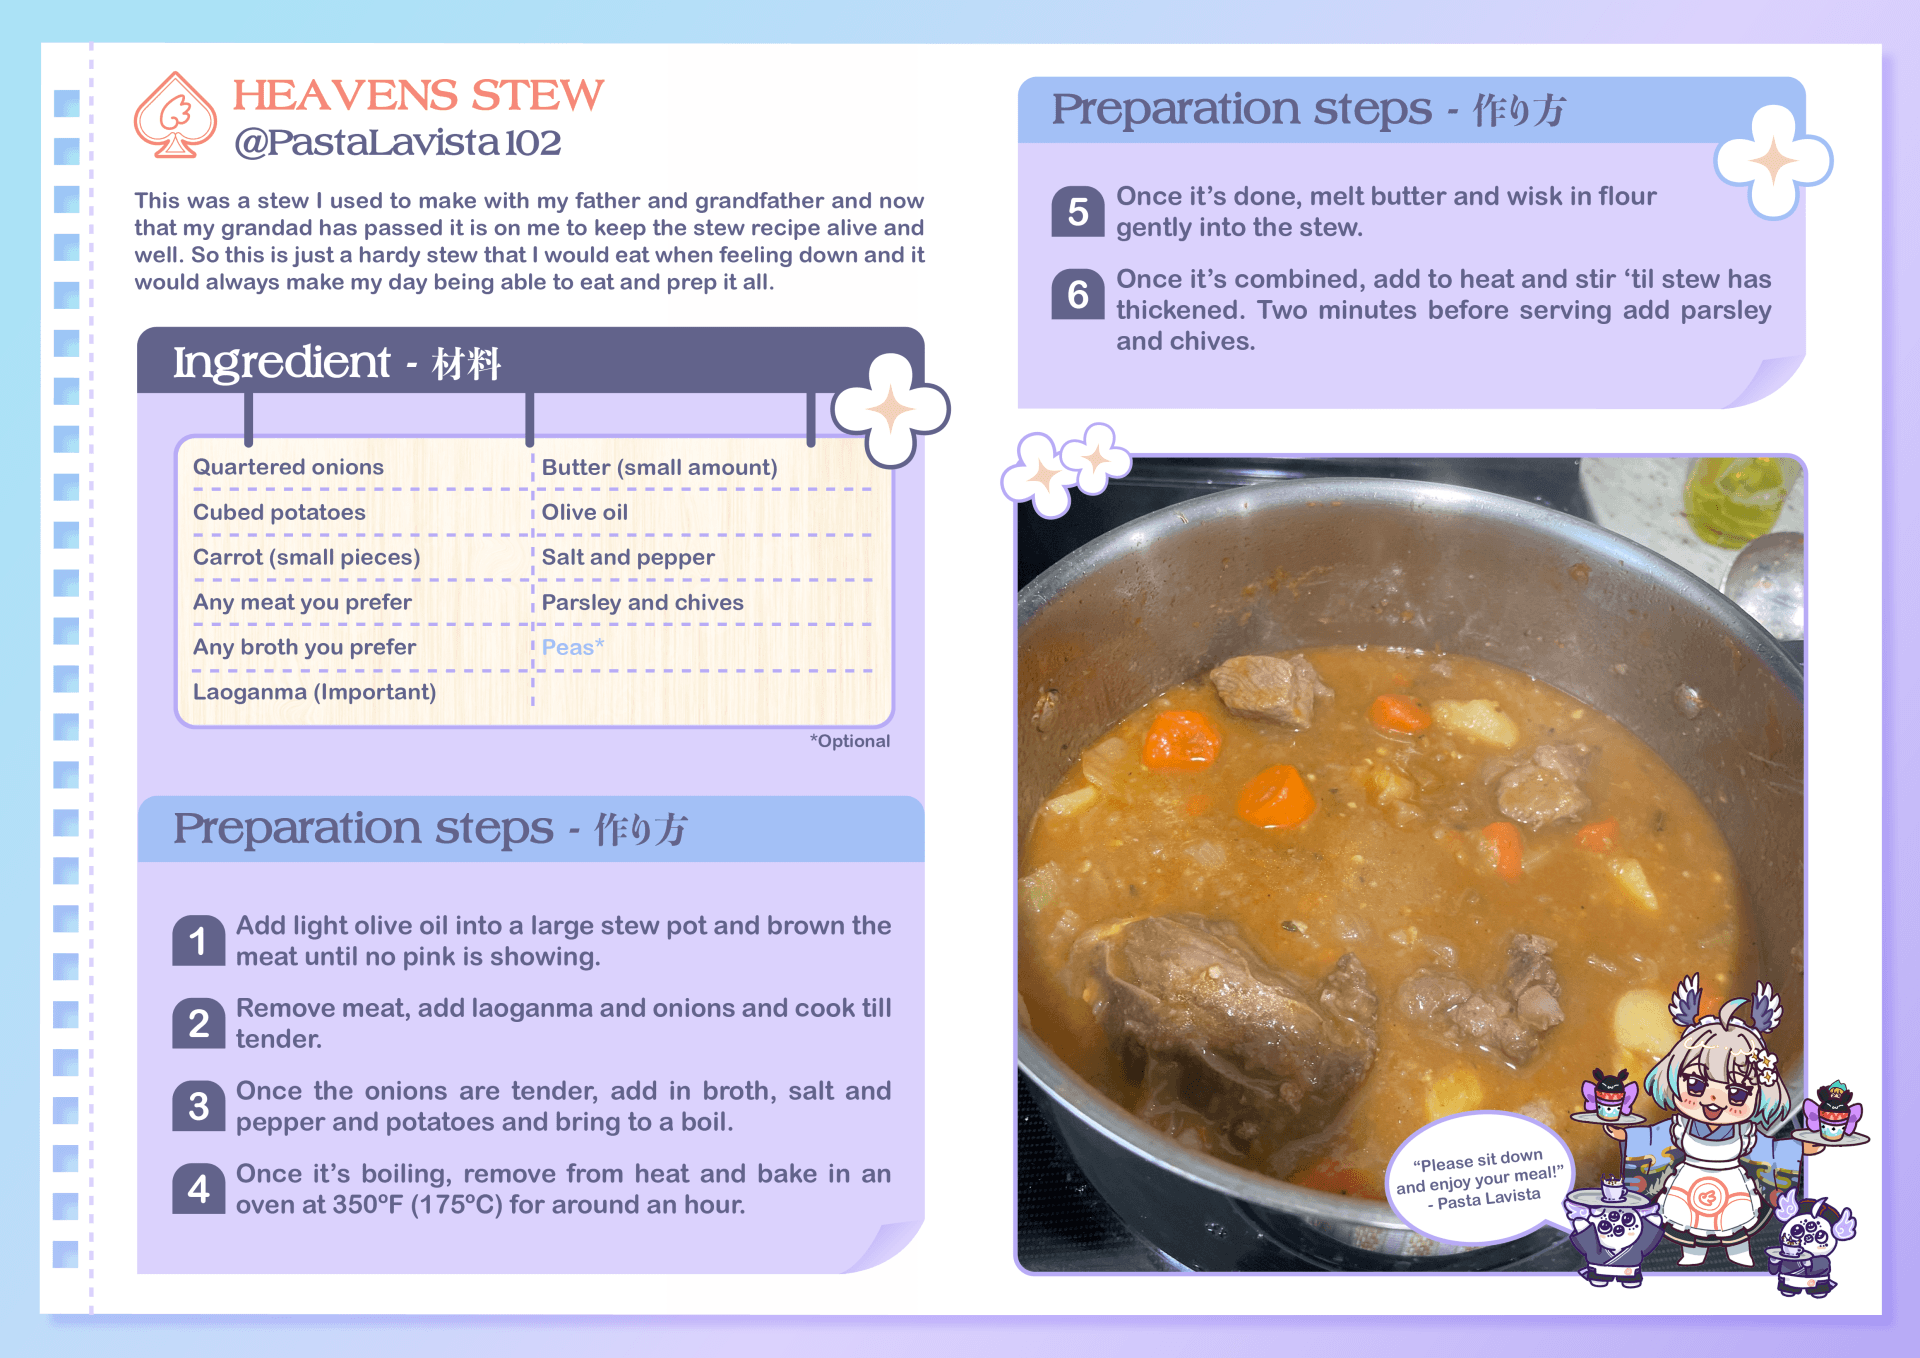 HEAVENS STEW
@PastaLavista102
This was a stew I used to make with my father and grandfather and now
that my grandad has passed it is on me to keep the stew recipe alive and
well. So this is just a hardy stew that I would eat when feeling down and it
would always make my day being able to eat and prep it all.
Ingredient - 材料
Quartered onions
Cubed potatoes
Carrot (small pieces)
Any meat you prefer
Any broth you prefer
Laoganma (Important)
Butter (small amount)
Olive oil
Salt and pepper
Parsley and chives
Peas*
*Optional
Preparation steps - 作り方
1 Add light olive oil into a large stew pot and brown the
meat until no pink is showing.
2 Remove meat, add laoganma and onions and cook till
tender.
3 Once the onions are tender, add in broth, salt and
pepper and potatoes and bring to a boil.
4 Once it's boiling, remove from heat and bake in an
oven at 350ºF (175ºC) for around an hour.
Preparation steps - 作り方
5 Once it's done, melt butter and wisk in flour
gently into the stew.
6 Once it's combined, add to heat and stir ‘til stew has
thickened. Two minutes before serving add parsley
and chives.
“Please sit down
and enjoy your meal!”
- Pasta Lavista